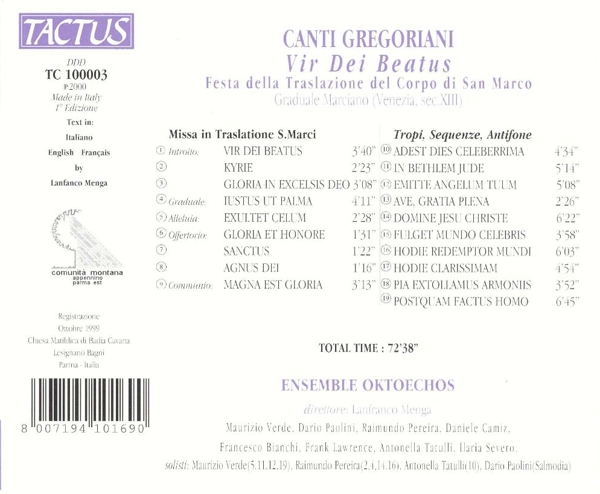 TACTUS
DDD
TC 100003
℗2000
Made in Italy
1ª Edizione
Text in:
Italiano
English Français
by
Lanfanco Menga
comunità montana
appennino
parma est
Registrazione
Ottobre 1999
Chiesa Matildica di Badia Cavana
Lesignano Bagni
Parma - Italia
8 007194 101690
CANTI GREGORIANI
Vir Dei Beatus
Festa della Traslazione del Corpo di San Marco
Graduale Marciano (Venezia, sec.XIII)
Missa in Traslatione S.Marci
1 Introito: VIR DEI BEATUS 3'40"
2 KYRIE 2'23"
3 GLORIA IN EXCELSIS DEO 3'08"
4 Graduale: IUSTUS UT PALMA 4'11"
5 Alleluia: EXULTET CELUM 2'28"
6 Offertorio: GLORIA ET HONORE 1'31"
7 SANCTUS 1'22"
8 AGNUS DEI 1'16"
9 Communio: MAGNA EST GLORIA 3'13"
Tropi, Sequenze, Antifone
10 ADEST DIES CELEBERRIMA 4'34"
11 IN BETHLEM JUDE 5'14"
12 EMITTE ANGELUM TUUM 5'08"
13 AVE, GRATIA PLENA 2'26"
14 DOMINE JESU CHRISTE 6'22"
15 FULGET MUNDO CELEBRIS 3'58"
16 HODIE REDEMPTOR MUNDI 6'03"
17 HODIE CLARISSIMAM 4'54"
18 PIA EXTOLLAMUS ARMONIIS 3'52"
19 POSTQUAM FACTUS HOMO 6'45"
TOTAL TIME : 72'38"
ENSEMBLE OKTOECHOS
direttore: Lanfranco Menga
Maurizio Verde, Dario Paolini, Raimundo Pereira, Daniele Camiz,
Francesco Bianchi, Frank Lawrence, Antonella Tatulli, Ilaria Severo.
solisti: Maurizio Verde(5,11,12,19), Raimundo Pereira(2,4,14,16), Antonella Tatulli(10), Dario Paolini(Salmodia)